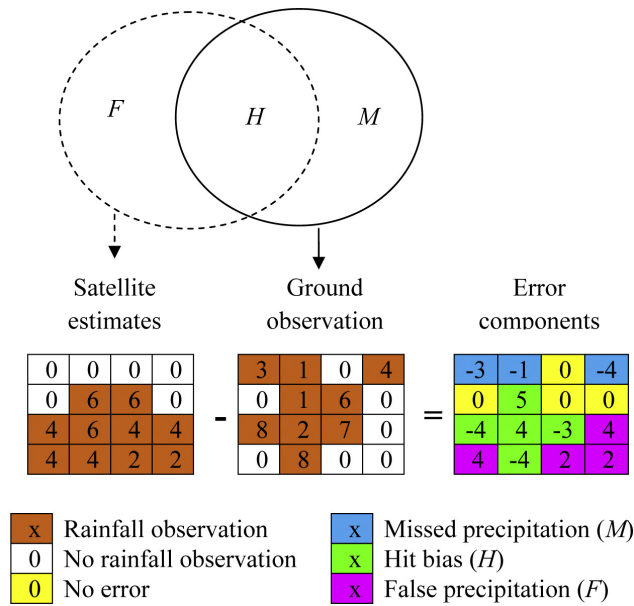 F H M
Satellite estimates
Ground observation
Error components
0 0 0 0
0 6 6 0
4 6 4 4
4 4 2 2
-
3 1 0 4
0 1 6 0
8 2 7 0
0 8 0 0
=
-3 -1 0 -4
0 5 0 0
-4 4 -3 4
4 -4 2 2
x Rainfall observation
0 No rainfall observation
0 No error
x Missed precipitation (M)
x Hit bias (H)
x False precipitation (F)